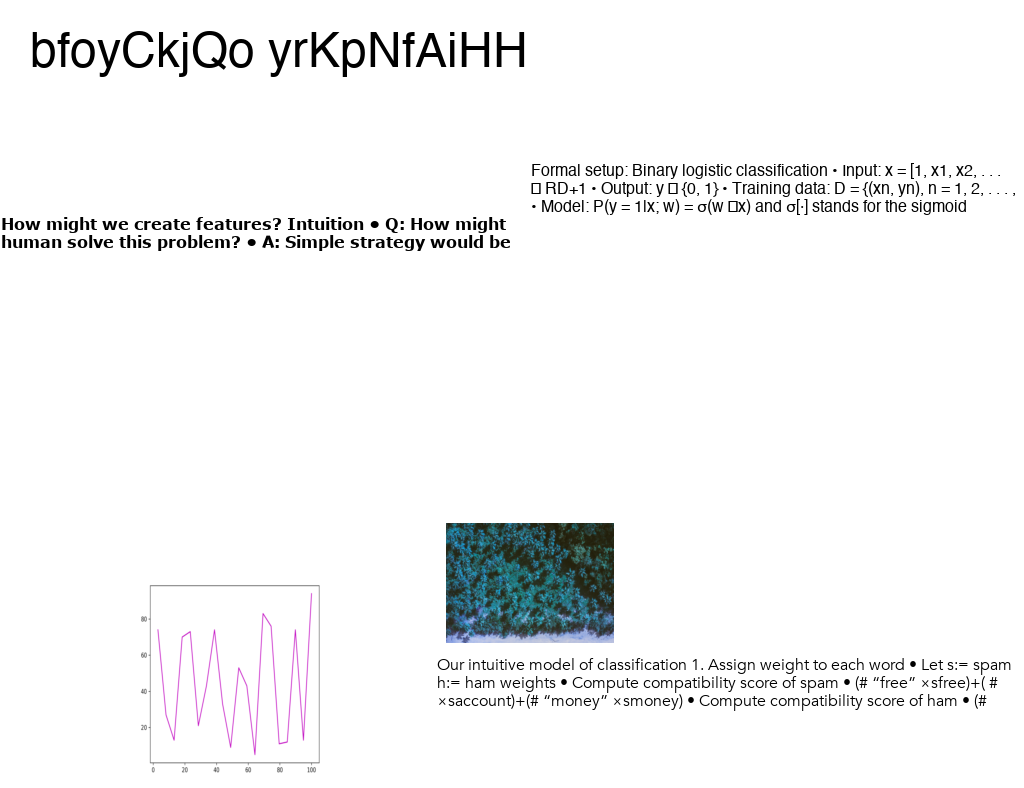 bfoyCkjQo yrKpNfAiHH
Formal setup: Binary logistic classification • Input: x = [1, x1, x2, . . .
□ RD+1 • Output: y □ {0, 1} • Training data: D = {(xn, yn), n = 1, 2, . . . ,
• Model: P(y = 1|x; w) = σ(w □x) and σ[·] stands for the sigmoid
How might we create features? Intuition ● Q: How might
human solve this problem? ● A: Simple strategy would be
Our intuitive model of classification 1. Assign weight to each word ● Let s:= spam
h:= ham weights ● Compute compatibility score of spam ● (# “free” ×sfree)+( #
×saccount)+(# “money” ×smoney) ● Compute compatibility score of ham ● (#
80
60
40
20
0 20 40 60 80 100